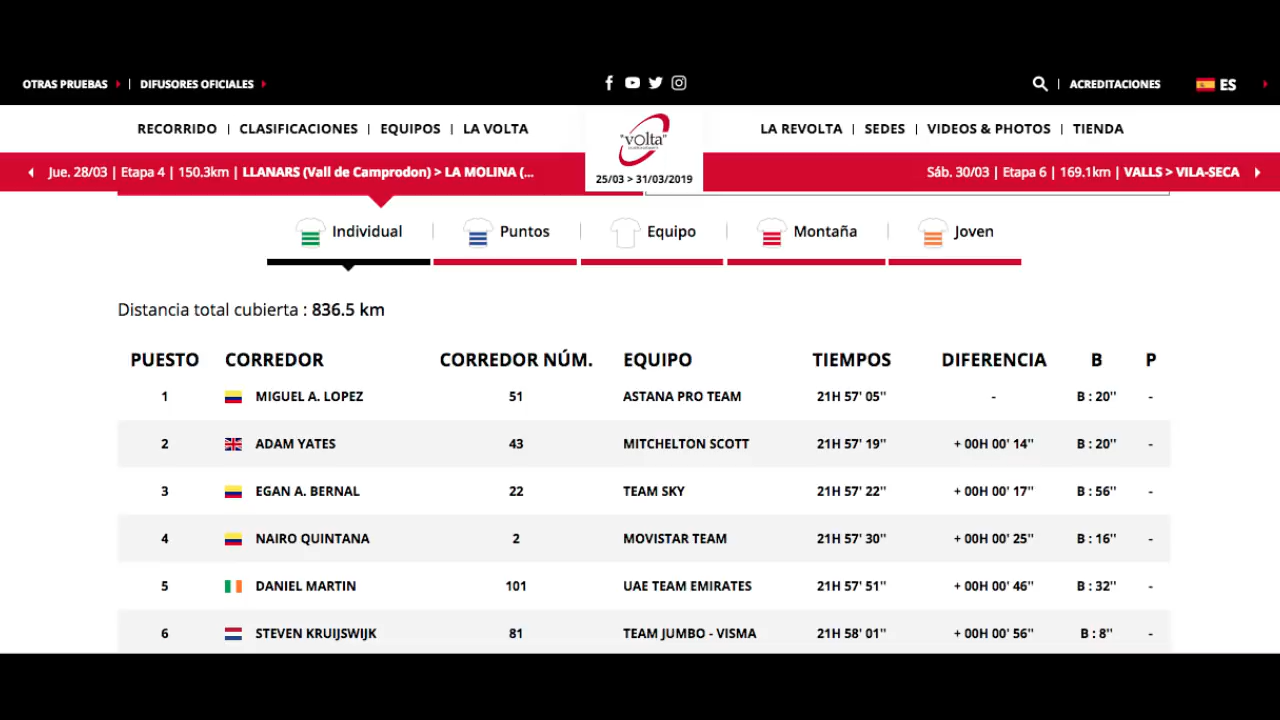 OTRAS PRUEBAS | DIFUSORES OFICIALES ACREDITACIONES ES
RECORRIDO | CLASIFICACIONES | EQUIPOS | LA VOLTA "volta" LA REVOLTA | SEDES | VIDEOS & PHOTOS | TIENDA
Jue. 28/03 | Etapa 4 | 150.3km | LLANARS (Vall de Camprodon) > LA MOLINA (... 25/03 > 31/03/2019 Sáb. 30/03 | Etapa 6 | 169.1km | VALLS > VILA-SECA
Individual | Puntos | Equipo | Montaña | Joven
Distancia total cubierta : 836.5 km
PUESTO CORREDOR CORREDOR NÚM. EQUIPO TIEMPOS DIFERENCIA B P
1 MIGUEL A. LOPEZ 51 ASTANA PRO TEAM 21H 57' 05'' - B : 20'' -
2 ADAM YATES 43 MITCHELTON SCOTT 21H 57' 19'' + 00H 00' 14'' B : 20'' -
3 EGAN A. BERNAL 22 TEAM SKY 21H 57' 22'' + 00H 00' 17'' B : 56'' -
4 NAIRO QUINTANA 2 MOVISTAR TEAM 21H 57' 30'' + 00H 00' 25'' B : 16'' -
5 DANIEL MARTIN 101 UAE TEAM EMIRATES 21H 57' 51'' + 00H 00' 46'' B : 32'' -
6 STEVEN KRUIJSWIJK 81 TEAM JUMBO - VISMA 21H 58' 01'' + 00H 00' 56'' B : 8'' -